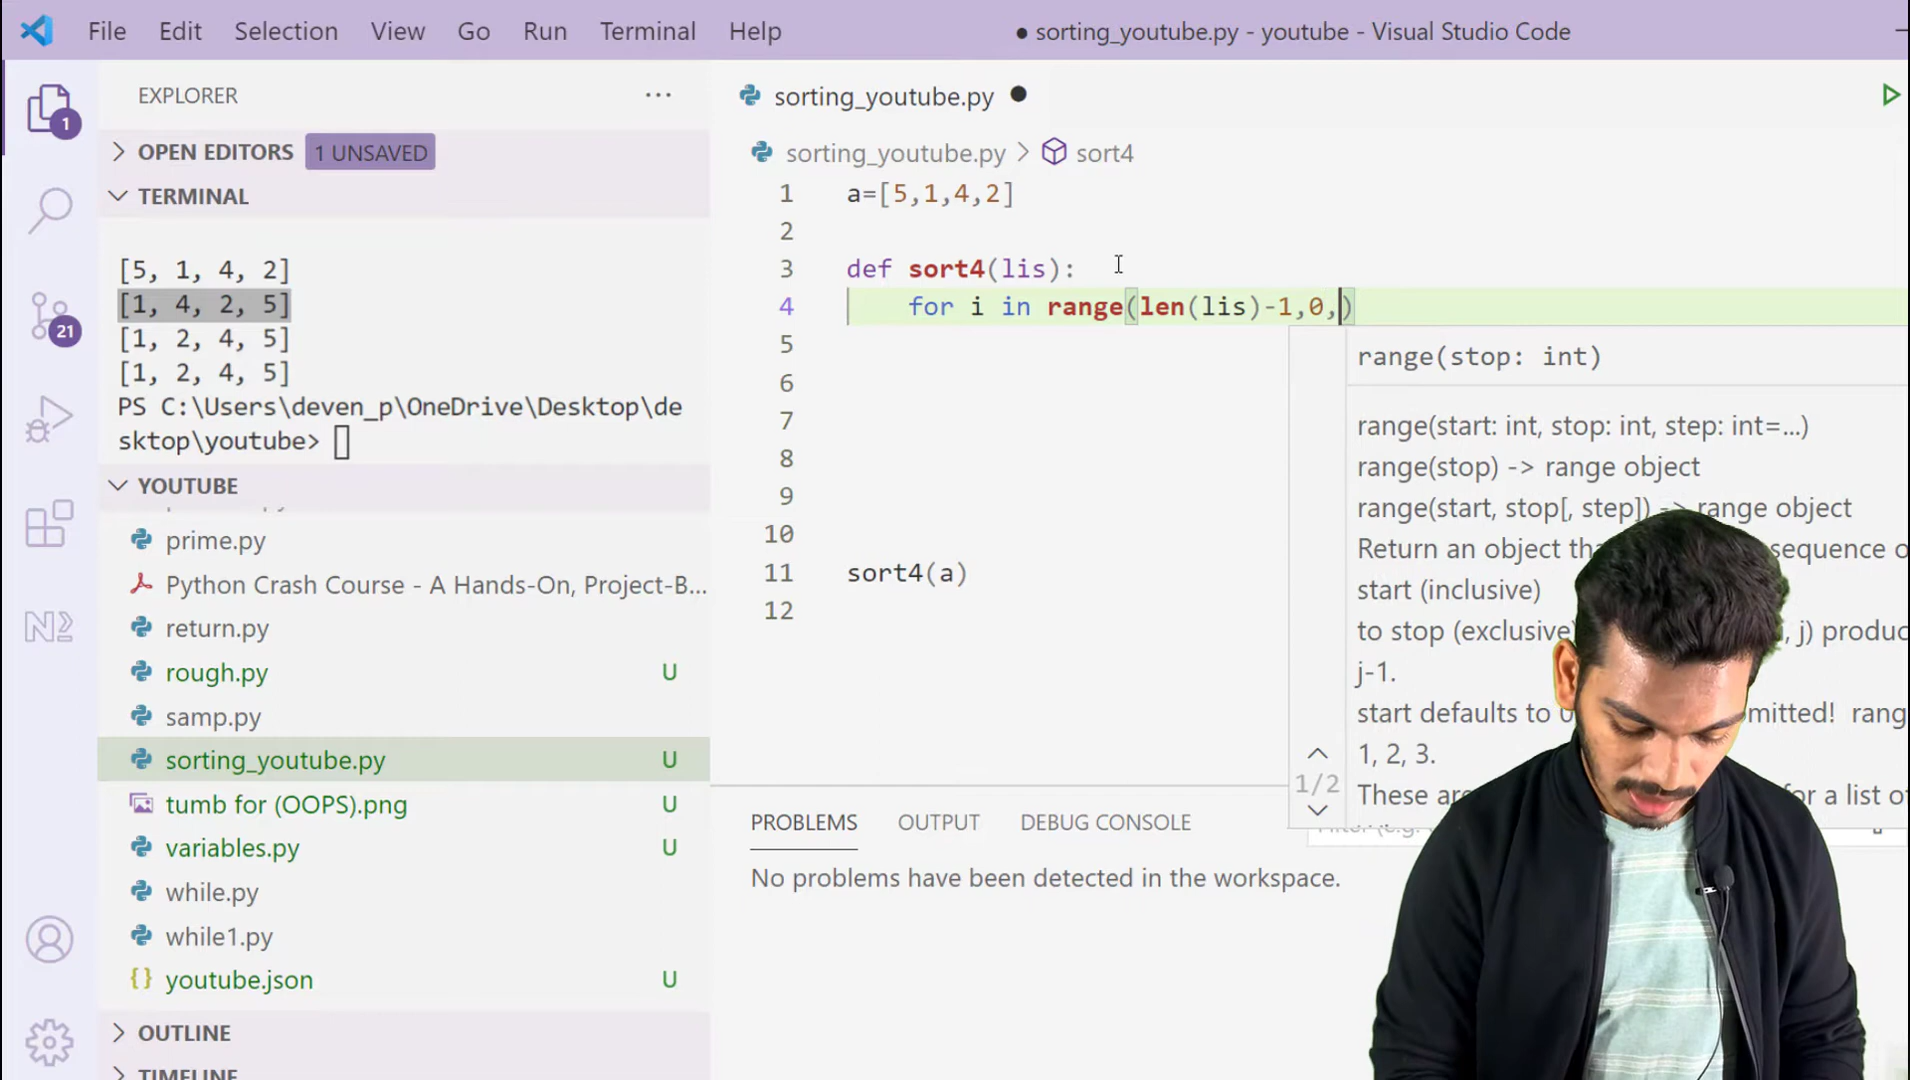 File Edit Selection View Go Run Terminal Help
● sorting_youtube.py - youtube - Visual Studio Code
EXPLORER ...
1
OPEN EDITORS 1 UNSAVED
TERMINAL
[5, 1, 4, 2]
[1, 4, 2, 5]
21
[1, 2, 4, 5]
[1, 2, 4, 5]
PS C:\Users\deven_p\OneDrive\Desktop\de
sktop\youtube>
YOUTUBE
prime.py
Python Crash Course - A Hands-On, Project-B...
return.py
rough.py U
samp.py
sorting_youtube.py U
tumb for (OOPS).png U
variables.py U
while.py
while1.py
{} youtube.json U
OUTLINE
TIMELINE
sorting_youtube.py ●
sorting_youtube.py > sort4
1 a=[5,1,4,2]
2
3 def sort4(lis):
4 for i in range(len(lis)-1,0,)
5
6
7
8
9
10
11 sort4(a)
12
range(stop: int)
range(start: int, stop: int, step: int=...)
range(stop) -> range object
range(start, stop[, step]) -> range object
Return an object sequence
start (inclusive)
to stop (exclusive) j)
j-1.
start defaults to
1, 2, 3.
These for a list
1/2
PROBLEMS OUTPUT DEBUG CONSOLE
No problems have been detected in the workspace.